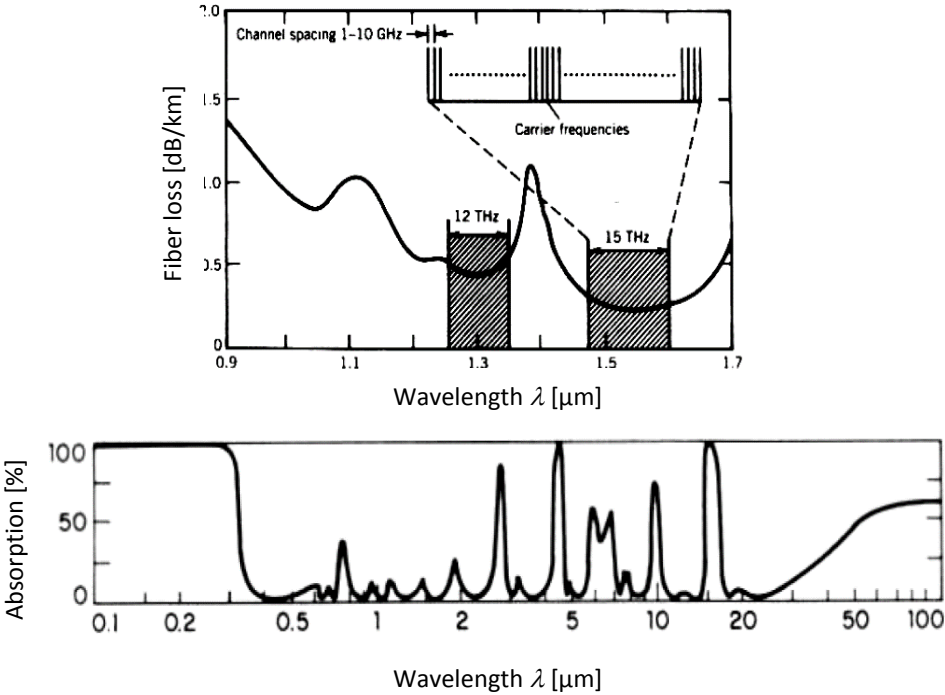 2.0
Channel spacing 1-10 GHz
1.5
Carrier frequencies
Fiber loss [dB/km]
1.0
12 THz
15 THz
0.5
0
0.9 1.1 1.3 1.5 1.7
Wavelength λ [µm]
100
Absorption [%]
50
0
0.1 0.2 0.5 1 2 5 10 20 50 100
Wavelength λ [µm]